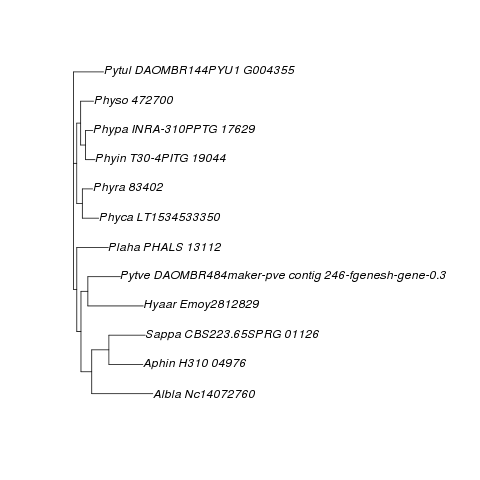 Pytul DAOMBR144PYU1 G004355
Physo 472700
Phypa INRA-310PPTG 17629
Phyin T30-4PITG 19044
Phyra 83402
Phyca LT1534533350
Plaha PHALS 13112
Pytve DAOMBR484maker-pve contig 246-fgenesh-gene-0.3
Hyaar Emoy2812829
Sappa CBS223.65SPRG 01126
Aphin H310 04976
Albla Nc14072760